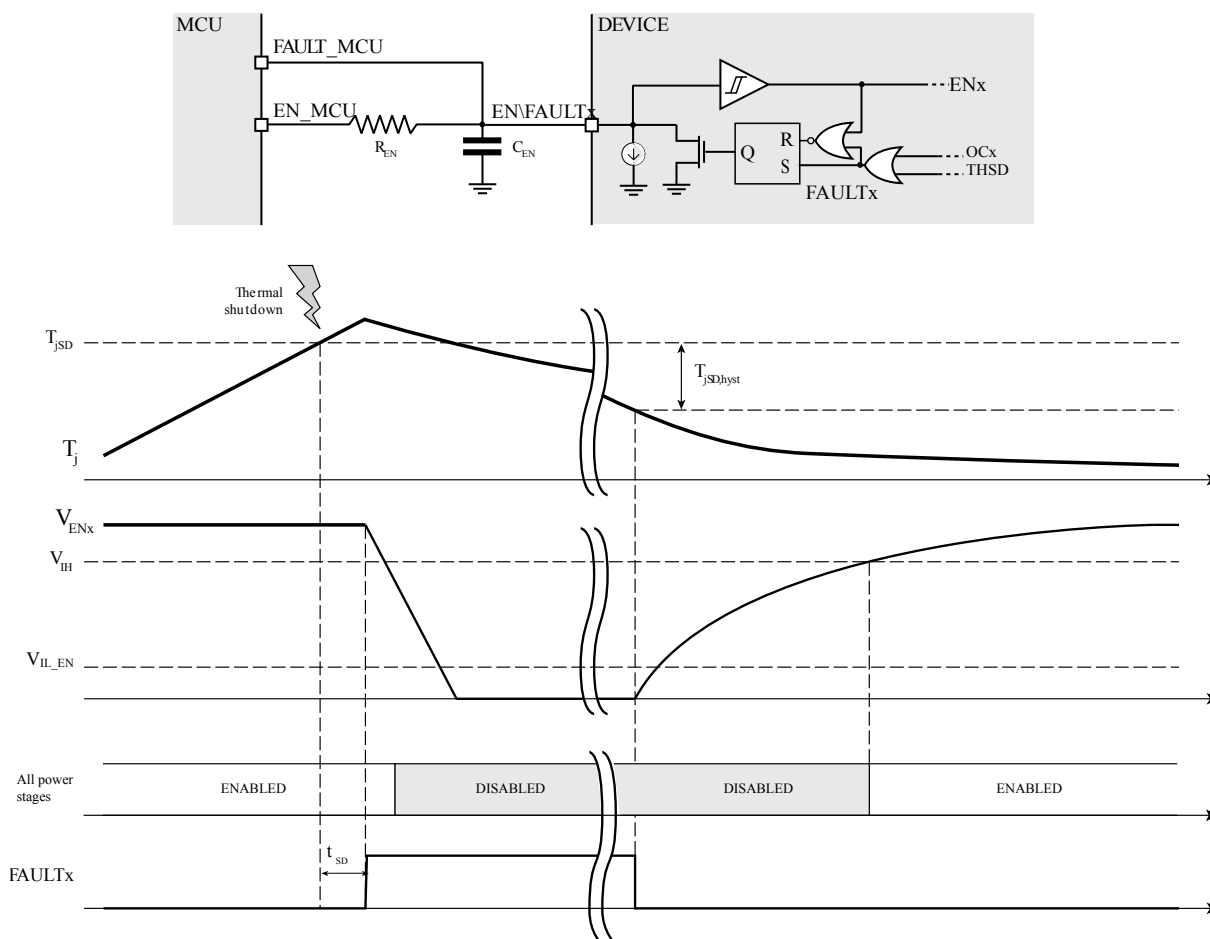 MCU
DEVICE
FAULT_MCU
EN_MCU
EN\FAULTx
ENx
R_EN
C_EN
Q
R
S
OCx
THSD
FAULTx
Thermal
shutdown
T_jSD
T_jSD,hyst
T_j
V_ENx
V_IH
V_IL_EN
All power
stages
ENABLED
DISABLED
DISABLED
ENABLED
t_SD
FAULTx